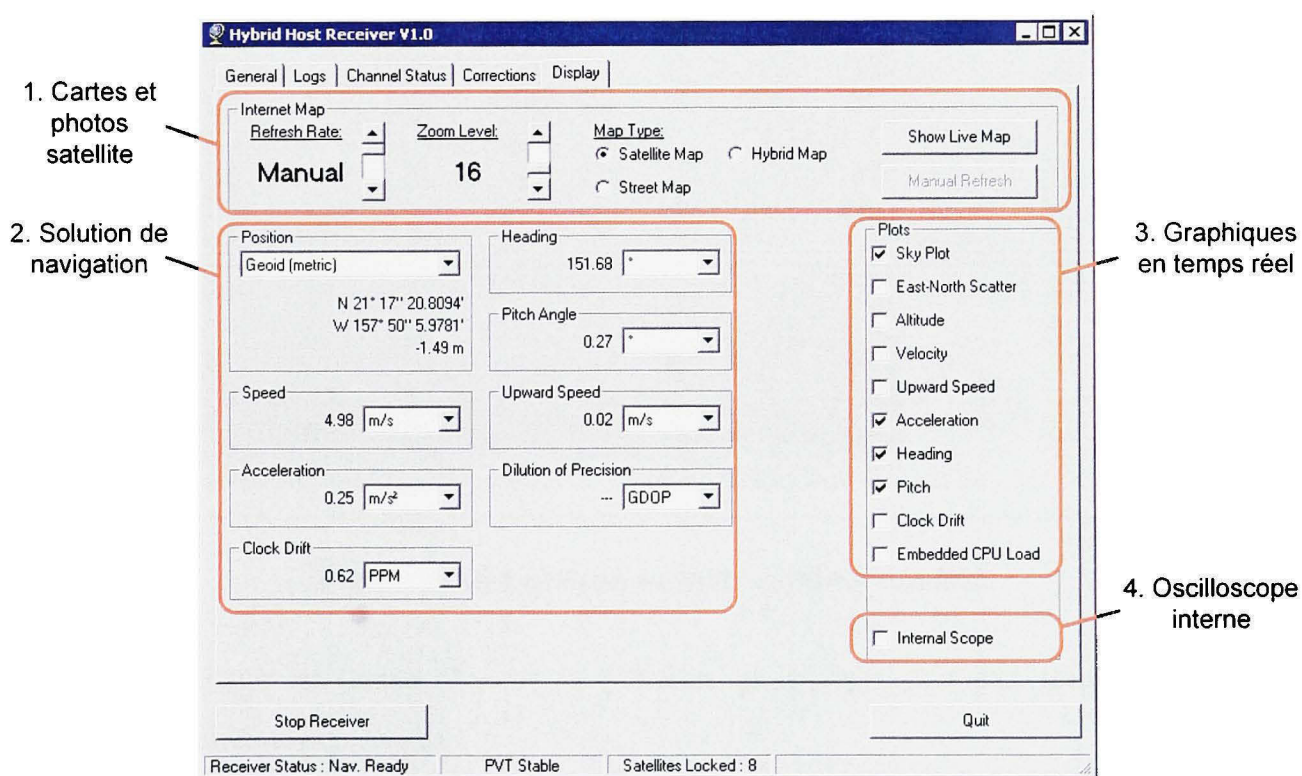 Hybrid Host Receiver V1.0
General
Logs
Channel Status
Corrections
Display
1. Cartes et
photos
satellite
Internet Map
Refresh Rate:
Manual
Zoom Level:
16
Map Type:
Satellite Map
Hybrid Map
Street Map
Show Live Map
Manual Refresh
2. Solution de
navigation
Position
Geoid (metric)
N 21° 17'' 20.8094'
W 157° 50'' 5.9781'
-1.49 m
Heading
151.68 °
Pitch Angle
0.27 °
Speed
4.98 m/s
Upward Speed
0.02 m/s
Acceleration
0.25 m/s²
Dilution of Precision
--- GDOP
Clock Drift
0.62 PPM
Plots
Sky Plot
East-North Scatter
Altitude
Velocity
Upward Speed
Acceleration
Heading
Pitch
Clock Drift
Embedded CPU Load
3. Graphiques
en temps réel
Internal Scope
4. Oscilloscope
interne
Stop Receiver
Quit
Receiver Status : Nav. Ready
PVT Stable
Satellites Locked : 8